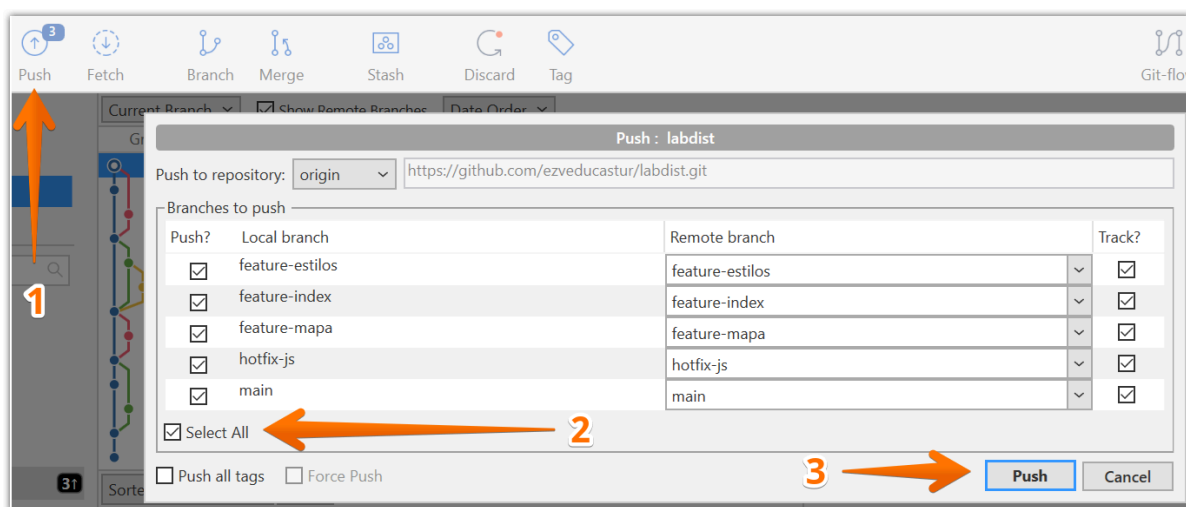 3
Push Fetch Branch Merge Stash Discard Tag Git-flo
Current Branch Show Remote Branches Date Order
Gr
Push : labdist
Push to repository: origin https://github.com/ezveducastur/labdist.git
Branches to push
Push? Local branch Remote branch Track?
feature-estilos feature-estilos
1
feature-index feature-index
feature-mapa feature-mapa
hotfix-js hotfix-js
main main
Select All 2
Push all tags Force Push 3 Push Cancel
3↑ Sorte